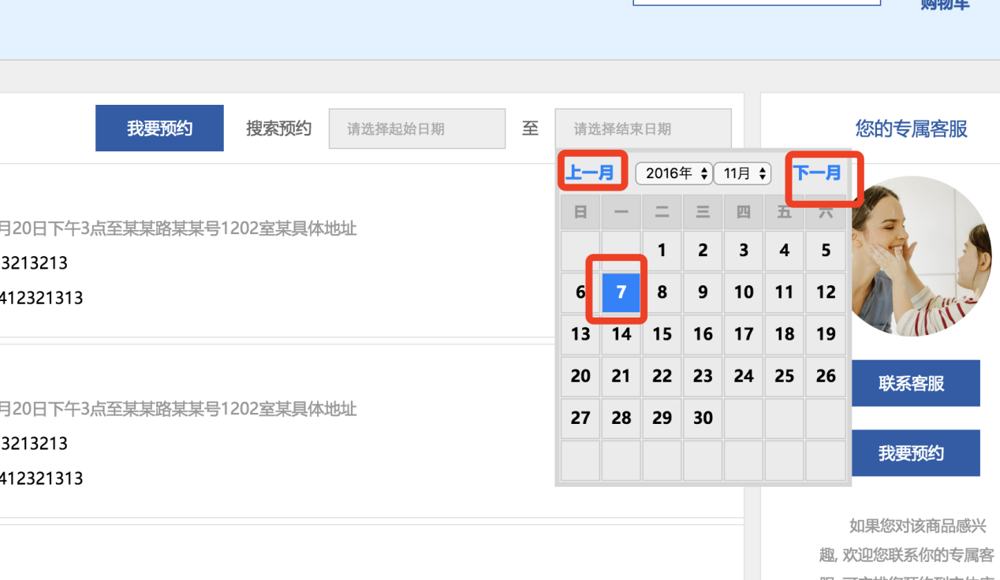 购物车
我要预约 搜索预约 请选择起始日期 至 请选择结束日期
您的专属客服
上一月 2016年 11月 下一月
日 一 二 三 四 五 六
1 2 3 4 5
6 7 8 9 10 11 12
13 14 15 16 17 18 19
20 21 22 23 24 25 26
27 28 29 30
月20日下午3点至某某路某某号1202室某具体地址
3213213
412321313
月20日下午3点至某某路某某号1202室某具体地址
3213213
412321313
联系客服
我要预约
如果您对该商品感兴
趣, 欢迎您联系你的专属客